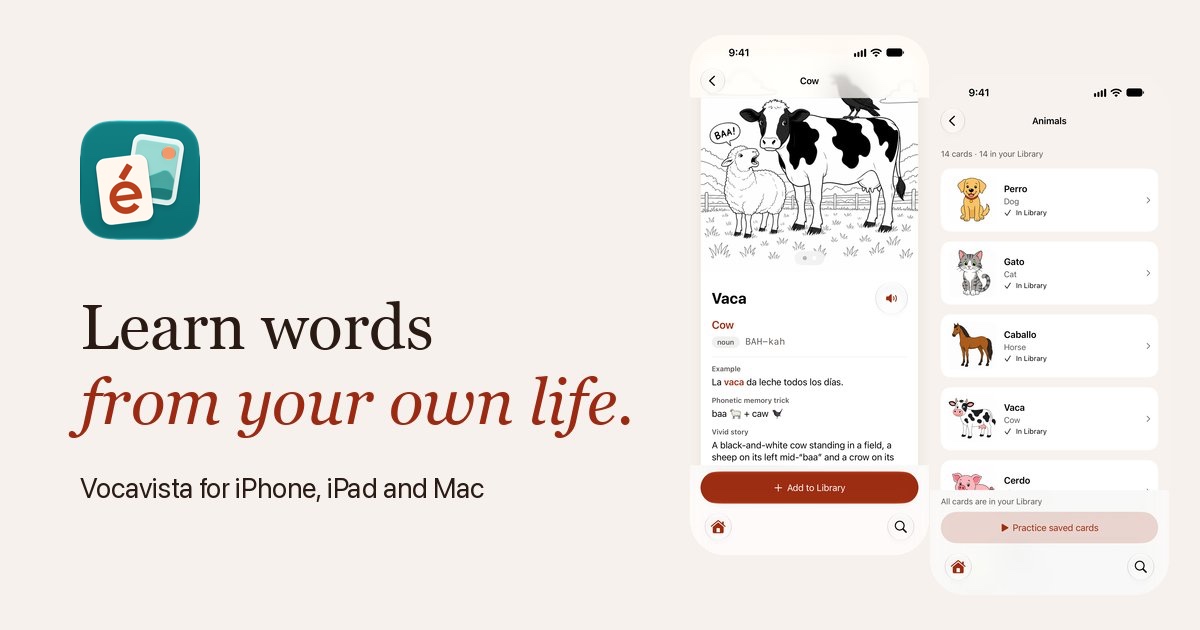 é
Learn words
from your own life.
Vocavista for iPhone, iPad and Mac
9:41
Cow
BAA!
Vaca
Cow
noun BAH–kah
Example
La vaca da leche todos los días.
Phonetic memory trick
baa 🐑 + caw 🐦‍⬛
Vivid story
A black-and-white cow standing in a field, a
sheep on its left mid-“baa” and a crow on its
+ Add to Library
9:41
Animals
14 cards · 14 in your Library
Perro
Dog
✓ In Library
Gato
Cat
✓ In Library
Caballo
Horse
✓ In Library
Vaca
Cow
✓ In Library
Cerdo
All cards are in your Library
Practice saved cards